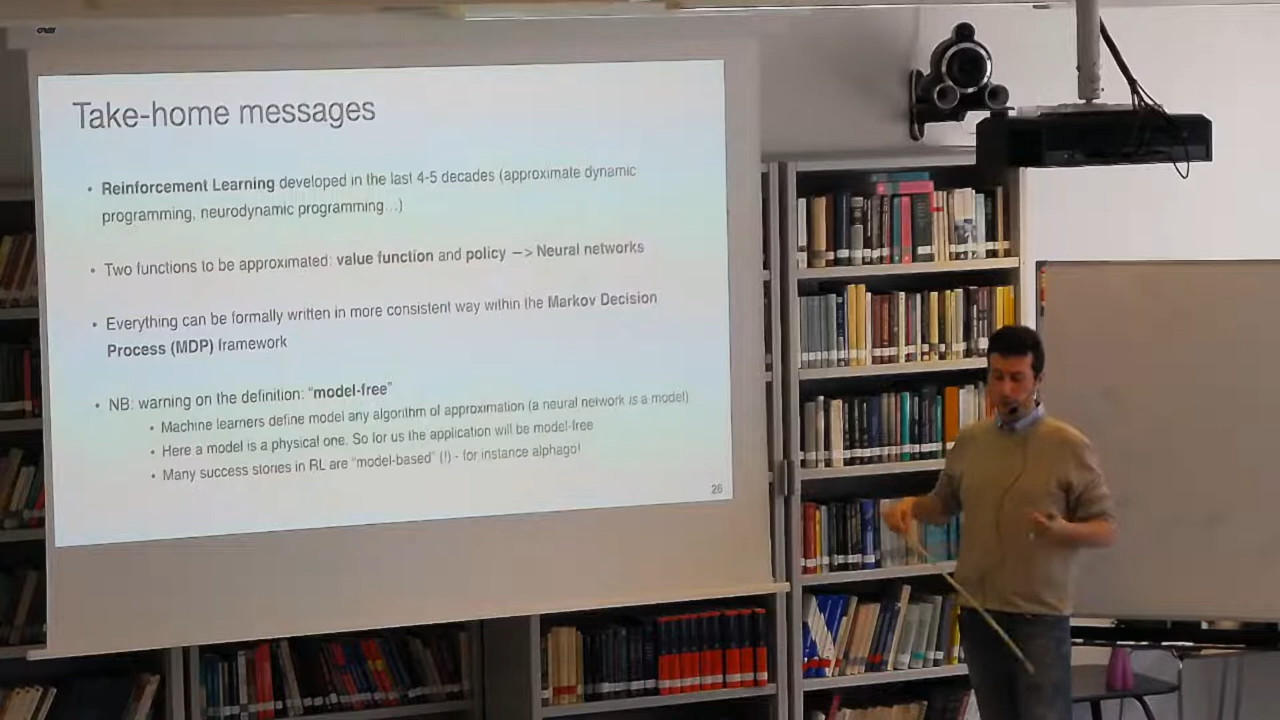 Take-home messages
• Reinforcement Learning developed in the last 4-5 decades (approximate dynamic
programming, neurodynamic programming…)
• Two functions to be approximated: value function and policy —> Neural networks
• Everything can be formally written in more consistent way within the Markov Decision
Process (MDP) framework
• NB: warning on the definition: “model-free”
• Machine learners define model any algorithm of approximation (a neural network is a model)
• Here a model is a physical one. So for us the application will be model-free
• Many success stories in RL are “model-based” (!) - for instance alphago!
26